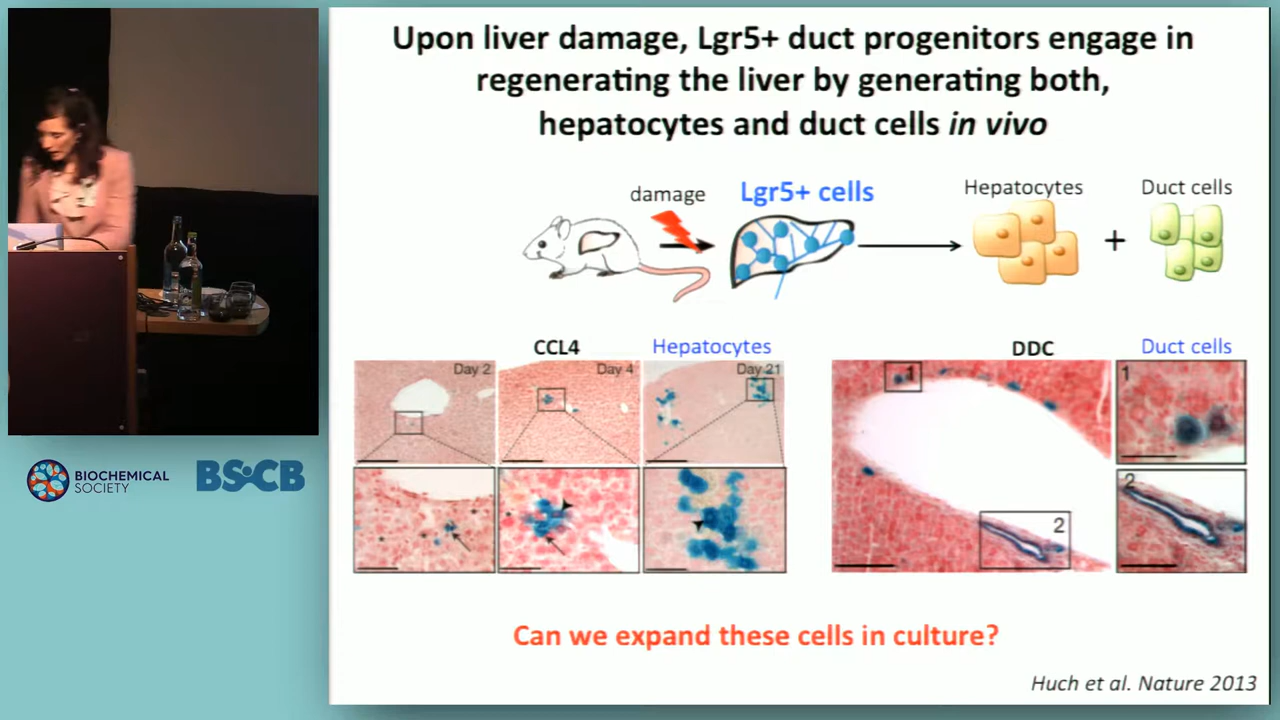 Upon liver damage, Lgr5+ duct progenitors engage in
regenerating the liver by generating both,
hepatocytes and duct cells in vivo
damage
Lgr5+ cells
Hepatocytes
Duct cells
+
CCL4
Hepatocytes
DDC
Duct cells
Day 2
Day 4
Day 21
1
1
2
2
BIOCHEMICAL
SOCIETY
BSCB
Can we expand these cells in culture?
Huch et al. Nature 2013